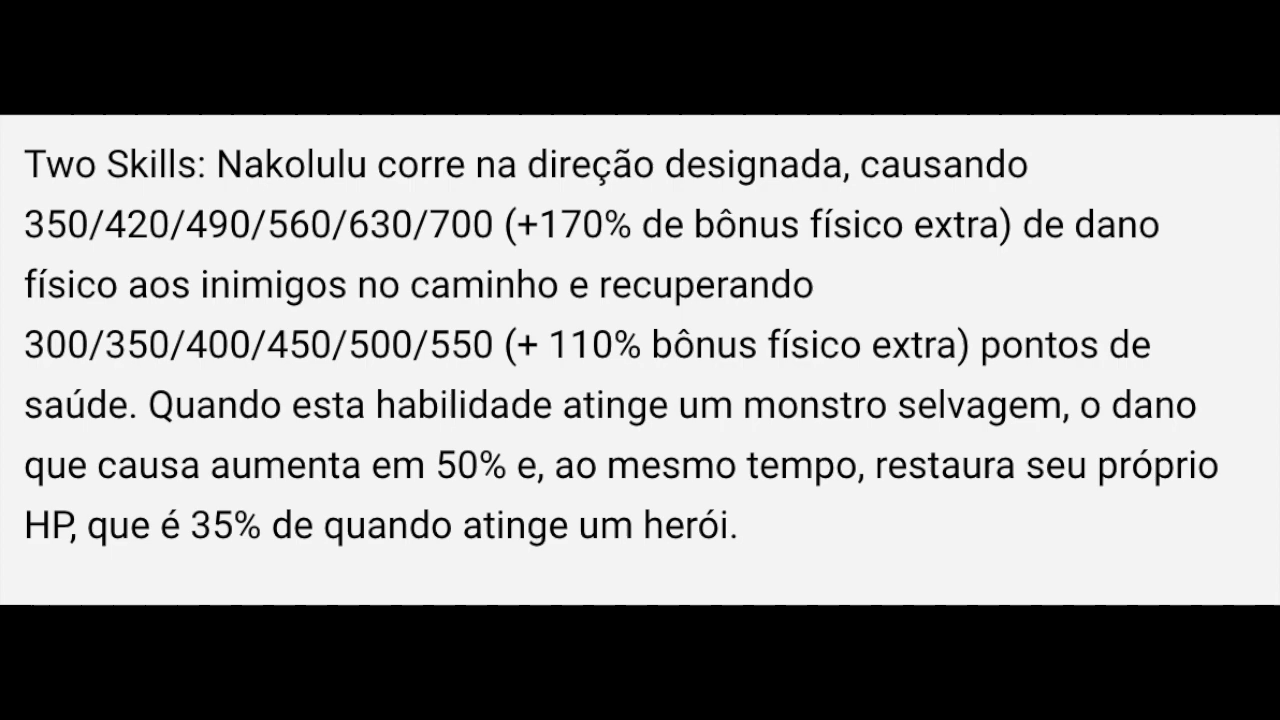 Two Skills: Nakolulu corre na direção designada, causando
350/420/490/560/630/700 (+170% de bônus físico extra) de dano
físico aos inimigos no caminho e recuperando
300/350/400/450/500/550 (+ 110% bônus físico extra) pontos de
saúde. Quando esta habilidade atinge um monstro selvagem, o dano
que causa aumenta em 50% e, ao mesmo tempo, restaura seu próprio
HP, que é 35% de quando atinge um herói.